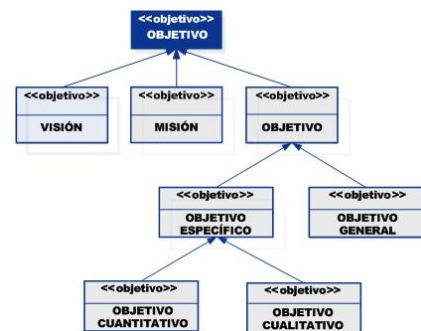 <<objetivo>>
OBJETIVO
<<objetivo>>
VISIÓN
<<objetivo>>
MISIÓN
<<objetivo>>
OBJETIVO
<<objetivo>>
OBJETIVO
ESPECÍFICO
<<objetivo>>
OBJETIVO
GENERAL
<<objetivo>>
OBJETIVO
CUANTITATIVO
<<objetivo>>
OBJETIVO
CUALITATIVO